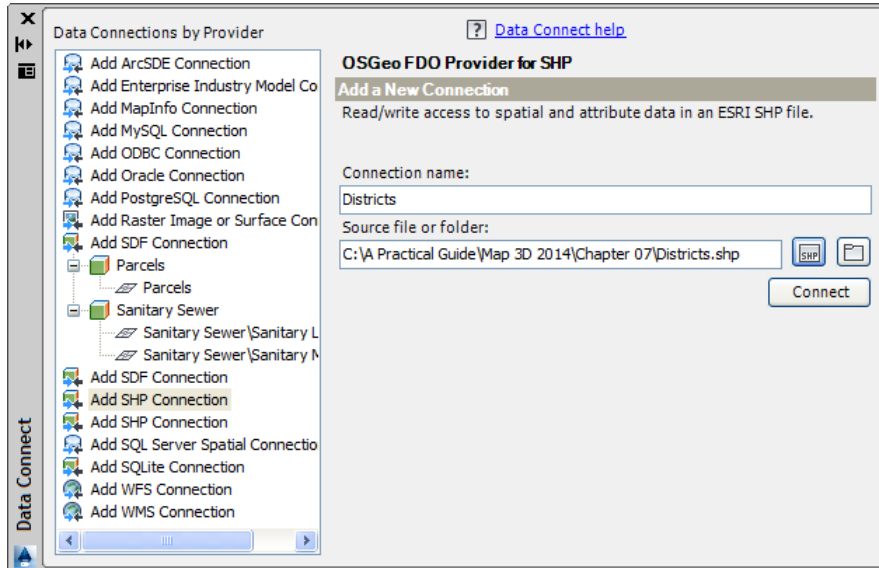 Data Connections by Provider
Add ArcSDE Connection
Add Enterprise Industry Model Co
Add MapInfo Connection
Add MySQL Connection
Add ODBC Connection
Add Oracle Connection
Add PostgreSQL Connection
Add Raster Image or Surface Con
Add SDF Connection
Parcels
Parcels
Sanitary Sewer
Sanitary Sewer\Sanitary L
Sanitary Sewer\Sanitary M
Add SDF Connection
Add SHP Connection
Add SHP Connection
Add SQL Server Spatial Connectio
Add SQLite Connection
Add WFS Connection
Add WMS Connection
? Data Connect help
OSGeo FDO Provider for SHP
Add a New Connection
Read/write access to spatial and attribute data in an ESRI SHP file.
Connection name:
Districts
Source file or folder:
C:\A Practical Guide\Map 3D 2014\Chapter 07\Districts.shp
SHP
Connect
Data Connect